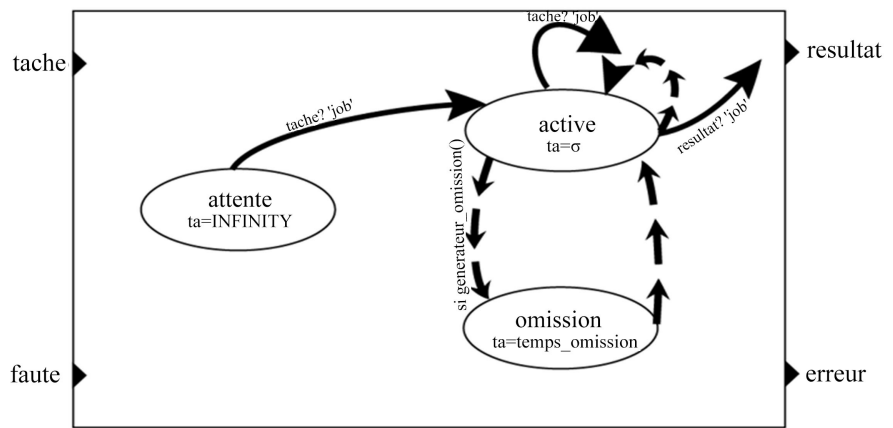 tache
resultat
faute
erreur
tache? 'job'
tache? 'job'
resultat? 'job'
si generateur_omission()
attente
ta=INFINITY
active
ta=σ
omission
ta=temps_omission